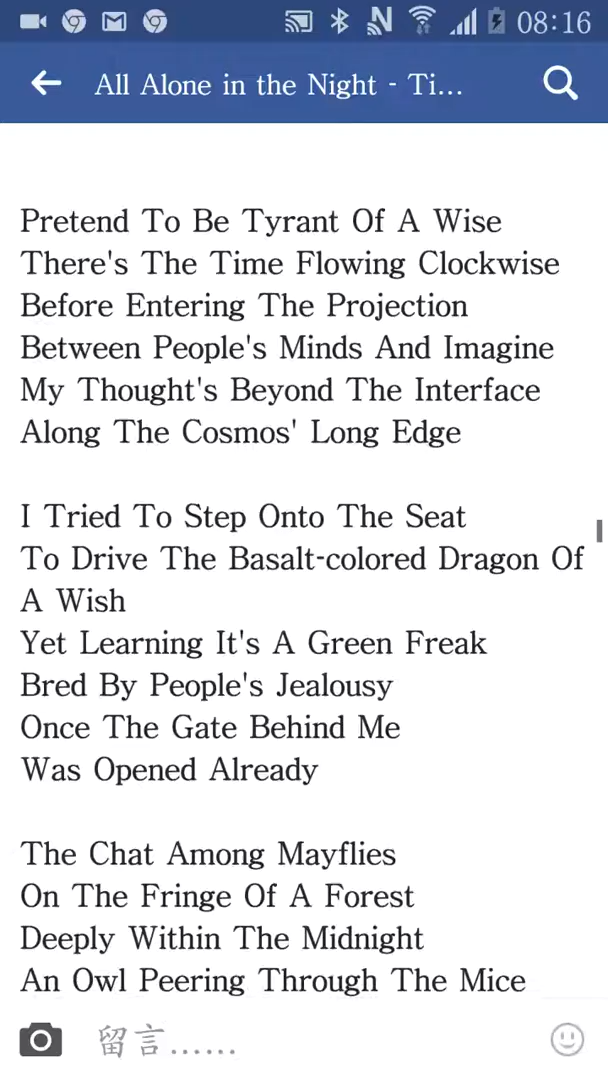 08:16
All Alone in the Night - Ti...
Pretend To Be Tyrant Of A Wise
There's The Time Flowing Clockwise
Before Entering The Projection
Between People's Minds And Imagine
My Thought's Beyond The Interface
Along The Cosmos' Long Edge
I Tried To Step Onto The Seat
To Drive The Basalt-colored Dragon Of
A Wish
Yet Learning It's A Green Freak
Bred By People's Jealousy
Once The Gate Behind Me
Was Opened Already
The Chat Among Mayflies
On The Fringe Of A Forest
Deeply Within The Midnight
An Owl Peering Through The Mice
留言......